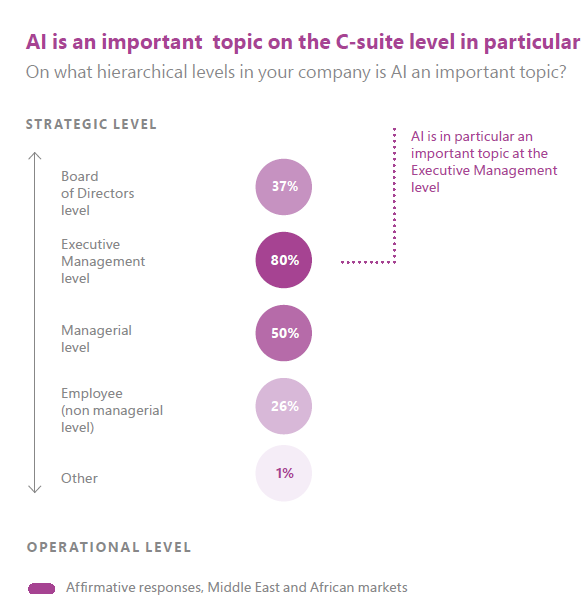 AI is an important topic on the C-suite level in particular
On what hierarchical levels in your company is AI an important topic?
STRATEGIC LEVEL
AI is in particular an
important topic at the
Executive Management
level
Board
of Directors
level
37%
Executive
Management
level
80%
Managerial
level
50%
Employee
(non managerial
level)
26%
Other
1%
OPERATIONAL LEVEL
Affirmative responses, Middle East and African markets